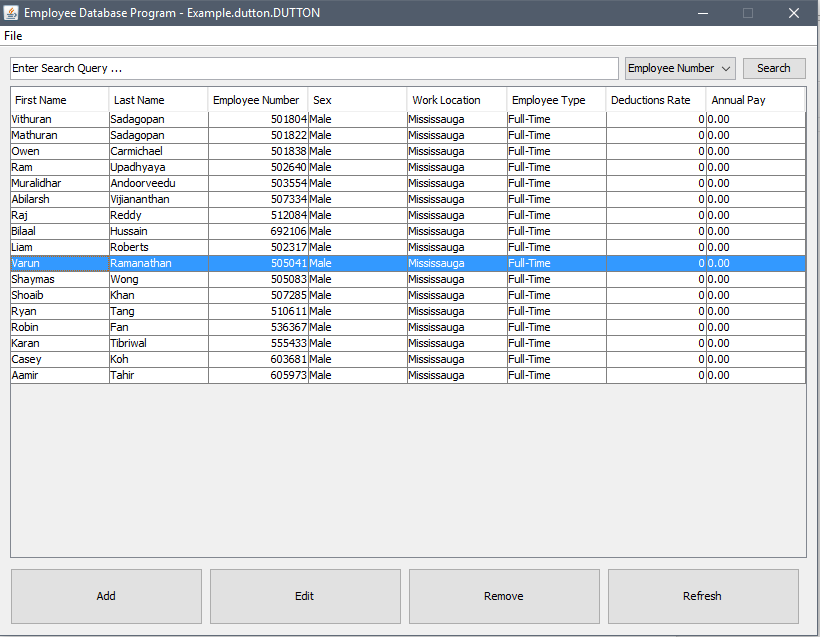 Employee Database Program - Example.dutton.DUTTON
File
Enter Search Query ... Employee Number Search
First Name Last Name Employee Number Sex Work Location Employee Type Deductions Rate Annual Pay
Vithuran Sadagopan 501804 Male Mississauga Full-Time 0 0.00
Mathuran Sadagopan 501822 Male Mississauga Full-Time 0 0.00
Owen Carmichael 501838 Male Mississauga Full-Time 0 0.00
Ram Upadhyaya 502640 Male Mississauga Full-Time 0 0.00
Muralidhar Andoorveedu 503554 Male Mississauga Full-Time 0 0.00
Abilarsh Vijiananthan 507334 Male Mississauga Full-Time 0 0.00
Raj Reddy 512084 Male Mississauga Full-Time 0 0.00
Bilaal Hussain 692106 Male Mississauga Full-Time 0 0.00
Liam Roberts 502317 Male Mississauga Full-Time 0 0.00
Varun Ramanathan 505041 Male Mississauga Full-Time 0 0.00
Shaymas Wong 505083 Male Mississauga Full-Time 0 0.00
Shoaib Khan 507285 Male Mississauga Full-Time 0 0.00
Ryan Tang 510611 Male Mississauga Full-Time 0 0.00
Robin Fan 536367 Male Mississauga Full-Time 0 0.00
Karan Tibriwal 555433 Male Mississauga Full-Time 0 0.00
Casey Koh 603681 Male Mississauga Full-Time 0 0.00
Aamir Tahir 605973 Male Mississauga Full-Time 0 0.00
Add Edit Remove Refresh